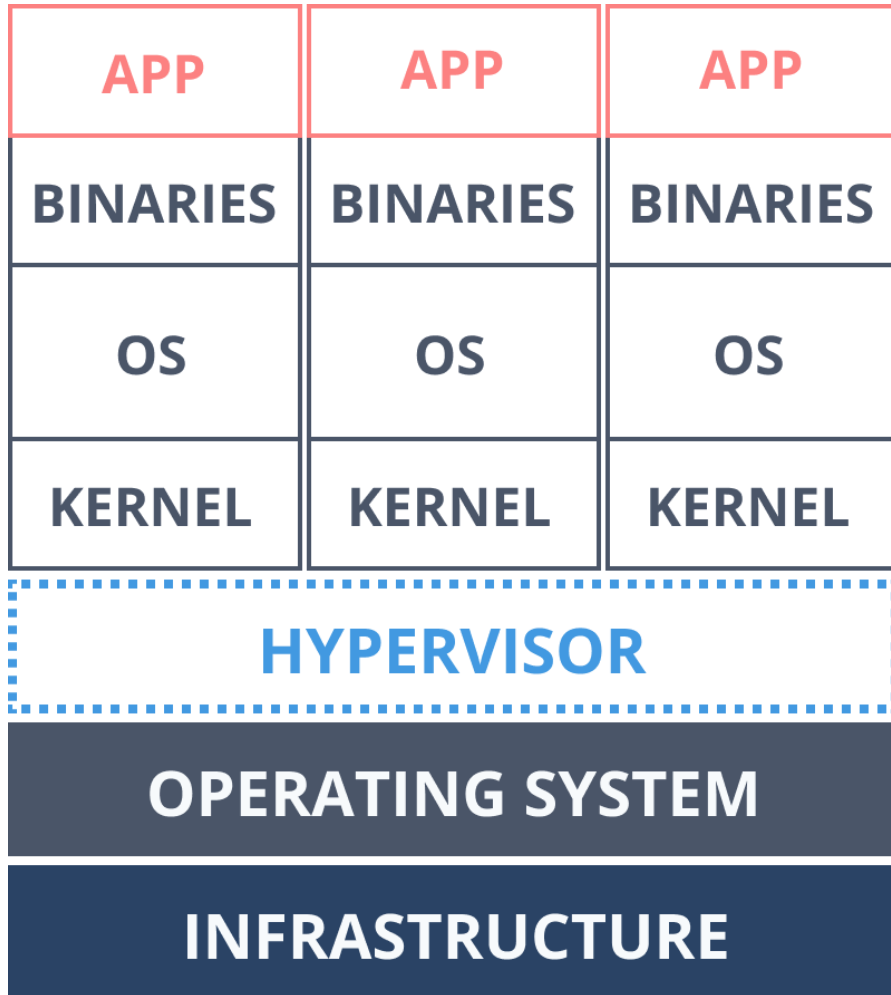 APP APP APP
BINARIES BINARIES BINARIES
OS OS OS
KERNEL KERNEL KERNEL
HYPERVISOR
OPERATING SYSTEM
INFRASTRUCTURE